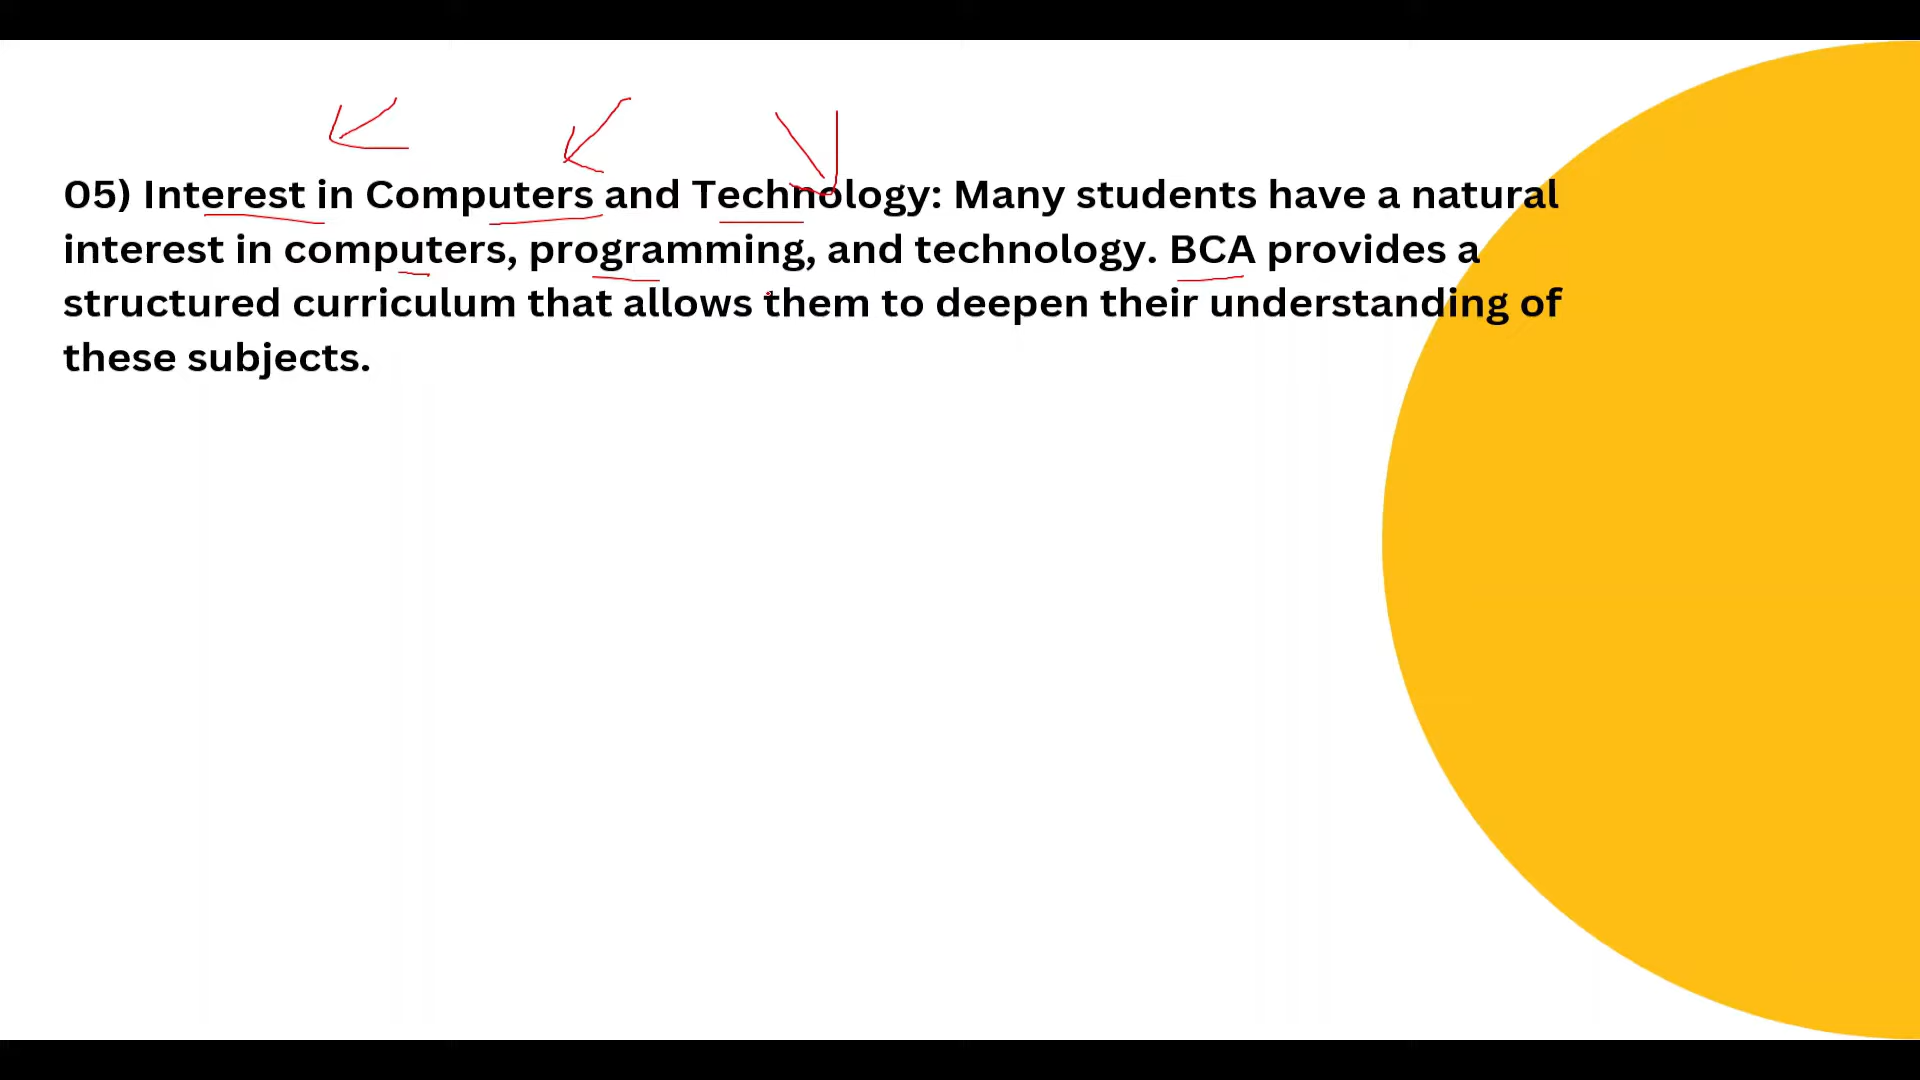 05) Interest in Computers and Technology: Many students have a natural
interest in computers, programming, and technology. BCA provides a
structured curriculum that allows them to deepen their understanding of
these subjects.